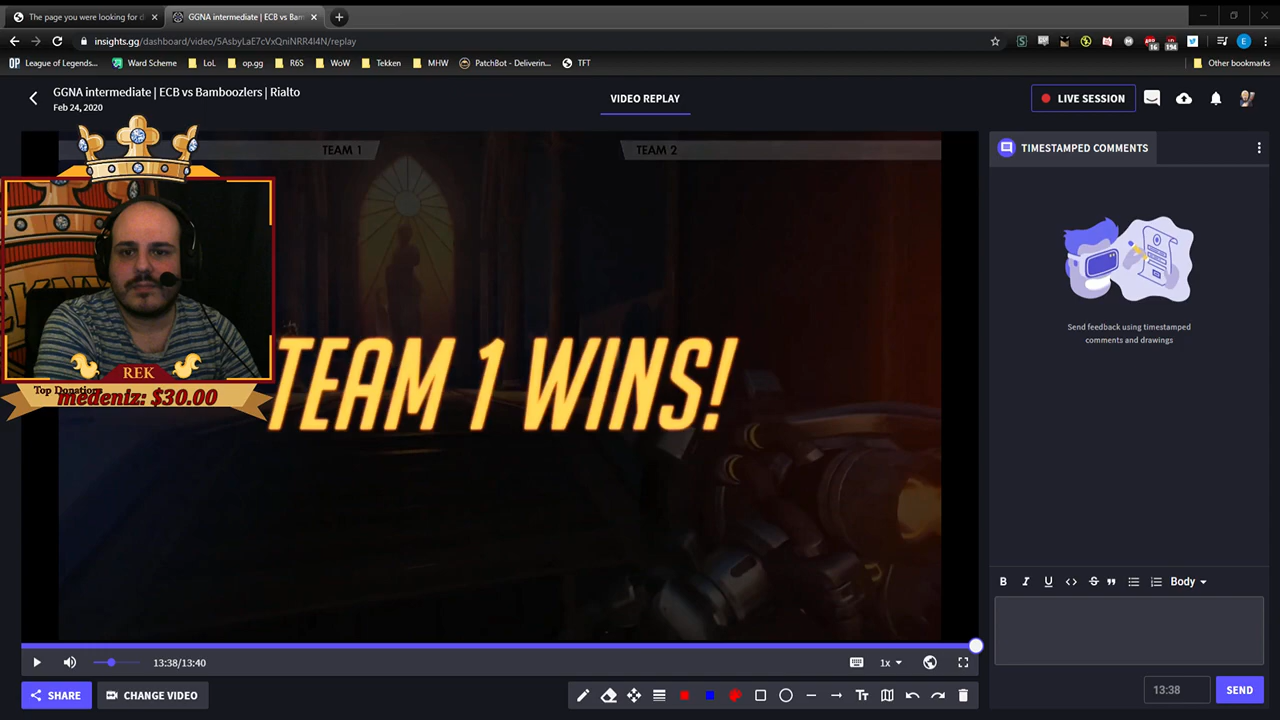 The page you were looking for d
GGNA intermediate | ECB vs Bam
insights.gg/dashboard/video/5AsbyLaE7cVxQniNRR4I4N/replay
16
194
E
League of Legends...
Ward Scheme
LoL
op.gg
R6S
WoW
Tekken
MHW
PatchBot - Deliverin...
TFT
Other bookmarks
GGNA intermediate | ECB vs Bamboozlers | Rialto
Feb 24, 2020
VIDEO REPLAY
LIVE SESSION
TEAM 1
TEAM 2
TIMESTAMPED COMMENTS
Send feedback using timestamped
comments and drawings
TEAM 1 WINS!
REK
Top Donations
medeniz: $30.00
B I U S Body
13:38/13:40
1x
SHARE
CHANGE VIDEO
13:38
SEND